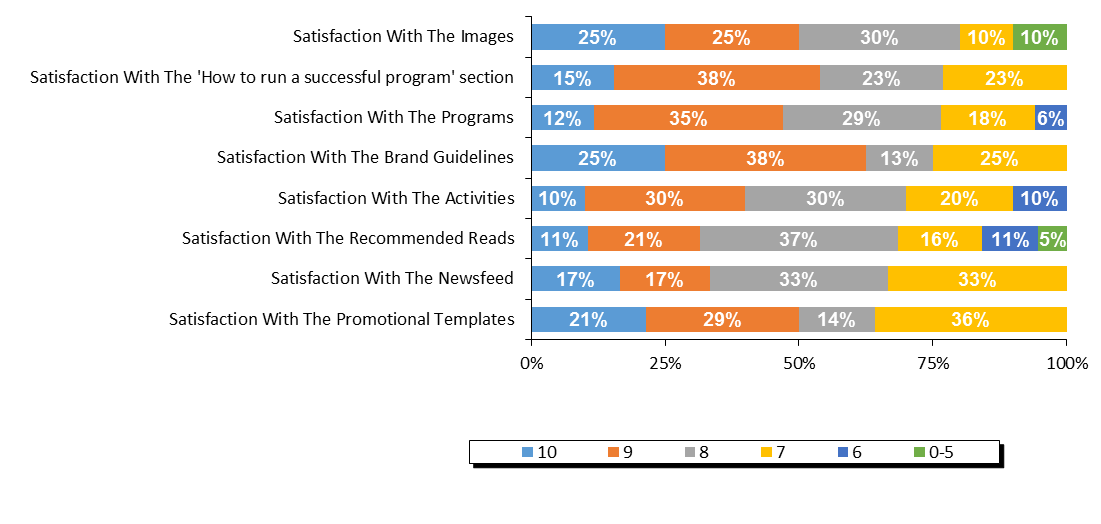 Satisfaction With The Images 25% 25% 30% 10% 10%
Satisfaction With The 'How to run a successful program' section 15% 38% 23% 23%
Satisfaction With The Programs 12% 35% 29% 18% 6%
Satisfaction With The Brand Guidelines 25% 38% 13% 25%
Satisfaction With The Activities 10% 30% 30% 20% 10%
Satisfaction With The Recommended Reads 11% 21% 37% 16% 11% 5%
Satisfaction With The Newsfeed 17% 17% 33% 33%
Satisfaction With The Promotional Templates 21% 29% 14% 36%
0% 25% 50% 75% 100%
10 9 8 7 6 0-5